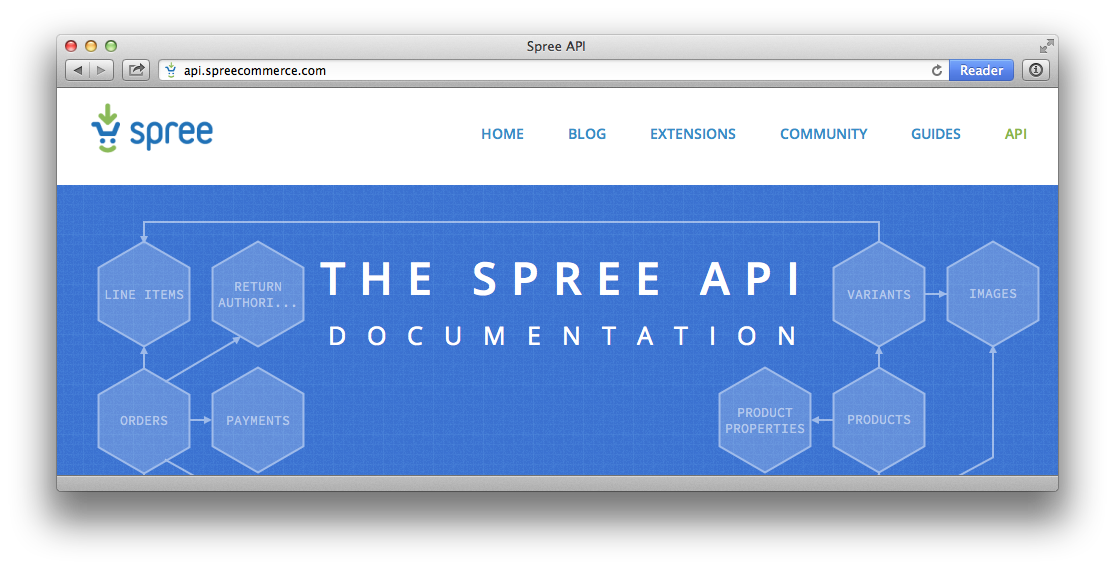 Spree API
api.spreecommerce.com
Reader
spree
HOME
BLOG
EXTENSIONS
COMMUNITY
GUIDES
API
THE SPREE API
DOCUMENTATION
LINE ITEMS
RETURN
AUTHORI...
VARIANTS
IMAGES
ORDERS
PAYMENTS
PRODUCT
PROPERTIES
PRODUCTS